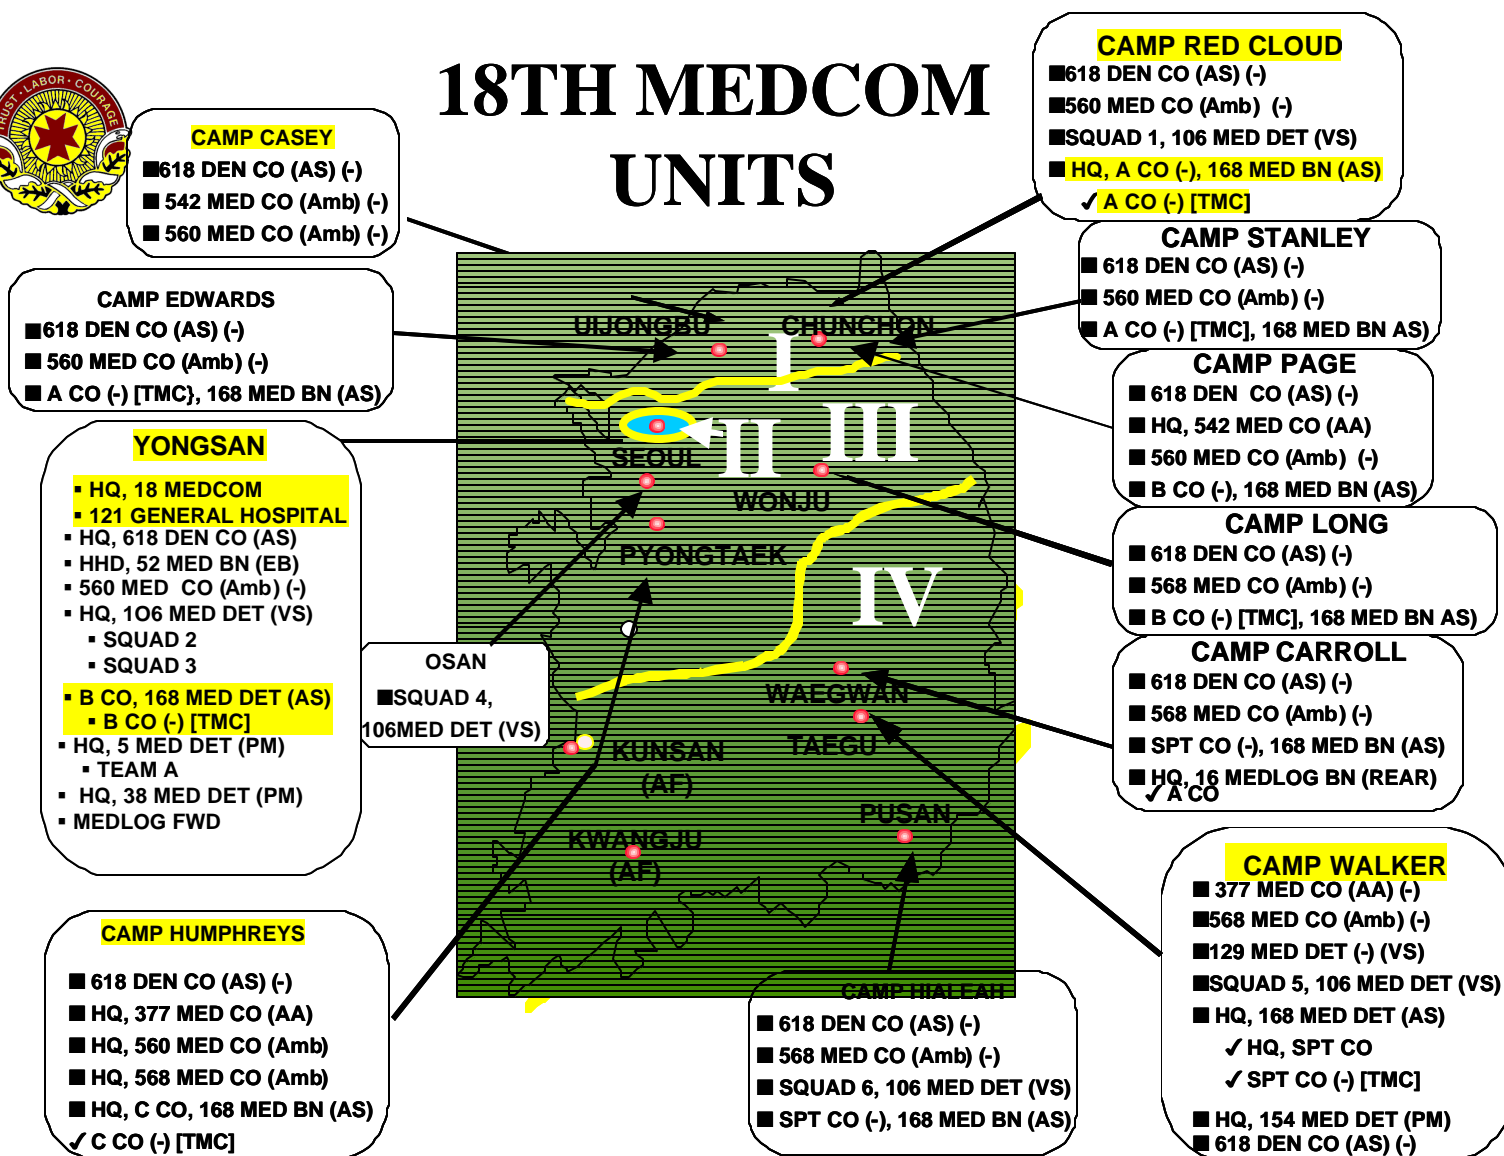 18TH MEDCOM
UNITS
TRUST · LABOR · COURAGE
CAMP CASEY
■618 DEN CO (AS) (-)
■ 542 MED CO (Amb) (-)
■ 560 MED CO (Amb) (-)
CAMP EDWARDS
■618 DEN CO (AS) (-)
■ 560 MED CO (Amb) (-)
■ A CO (-) [TMC}, 168 MED BN (AS)
YONGSAN
▪ HQ, 18 MEDCOM
▪ 121 GENERAL HOSPITAL
▪ HQ, 618 DEN CO (AS)
▪ HHD, 52 MED BN (EB)
▪ 560 MED CO (Amb) (-)
▪ HQ, 1O6 MED DET (VS)
▪ SQUAD 2
▪ SQUAD 3
▪ B CO, 168 MED DET (AS)
▪ B CO (-) [TMC]
▪ HQ, 5 MED DET (PM)
▪ TEAM A
▪ HQ, 38 MED DET (PM)
▪ MEDLOG FWD
OSAN
■SQUAD 4,
106MED DET (VS)
CAMP HUMPHREYS
■ 618 DEN CO (AS) (-)
■ HQ, 377 MED CO (AA)
■ HQ, 560 MED CO (Amb)
■ HQ, 568 MED CO (Amb)
■ HQ, C CO, 168 MED BN (AS)
✓ C CO (-) [TMC]
UIJONGBU
CHUNCHON
I
II
III
SEOUL
WONJU
PYONGTAEK
IV
WAEGWAN
TAEGU
KUNSAN
(AF)
PUSAN
KWANGJU
(AF)
CAMP HIALEAH
■ 618 DEN CO (AS) (-)
■ 568 MED CO (Amb) (-)
■ SQUAD 6, 106 MED DET (VS)
■ SPT CO (-), 168 MED BN (AS)
CAMP RED CLOUD
■618 DEN CO (AS) (-)
■560 MED CO (Amb) (-)
■SQUAD 1, 106 MED DET (VS)
■ HQ, A CO (-), 168 MED BN (AS)
✓ A CO (-) [TMC]
CAMP STANLEY
■ 618 DEN CO (AS) (-)
■ 560 MED CO (Amb) (-)
■ A CO (-) [TMC], 168 MED BN AS)
CAMP PAGE
■ 618 DEN CO (AS) (-)
■ HQ, 542 MED CO (AA)
■ 560 MED CO (Amb) (-)
■ B CO (-), 168 MED BN (AS)
CAMP LONG
■ 618 DEN CO (AS) (-)
■ 568 MED CO (Amb) (-)
■ B CO (-) [TMC], 168 MED BN AS)
CAMP CARROLL
■ 618 DEN CO (AS) (-)
■ 568 MED CO (Amb) (-)
■ SPT CO (-), 168 MED BN (AS)
■ HQ, 16 MEDLOG BN (REAR)
✓ A CO
CAMP WALKER
■ 377 MED CO (AA) (-)
■568 MED CO (Amb) (-)
■129 MED DET (-) (VS)
■SQUAD 5, 106 MED DET (VS)
■ HQ, 168 MED DET (AS)
✓ HQ, SPT CO
✓ SPT CO (-) [TMC]
■ HQ, 154 MED DET (PM)
■ 618 DEN CO (AS) (-)